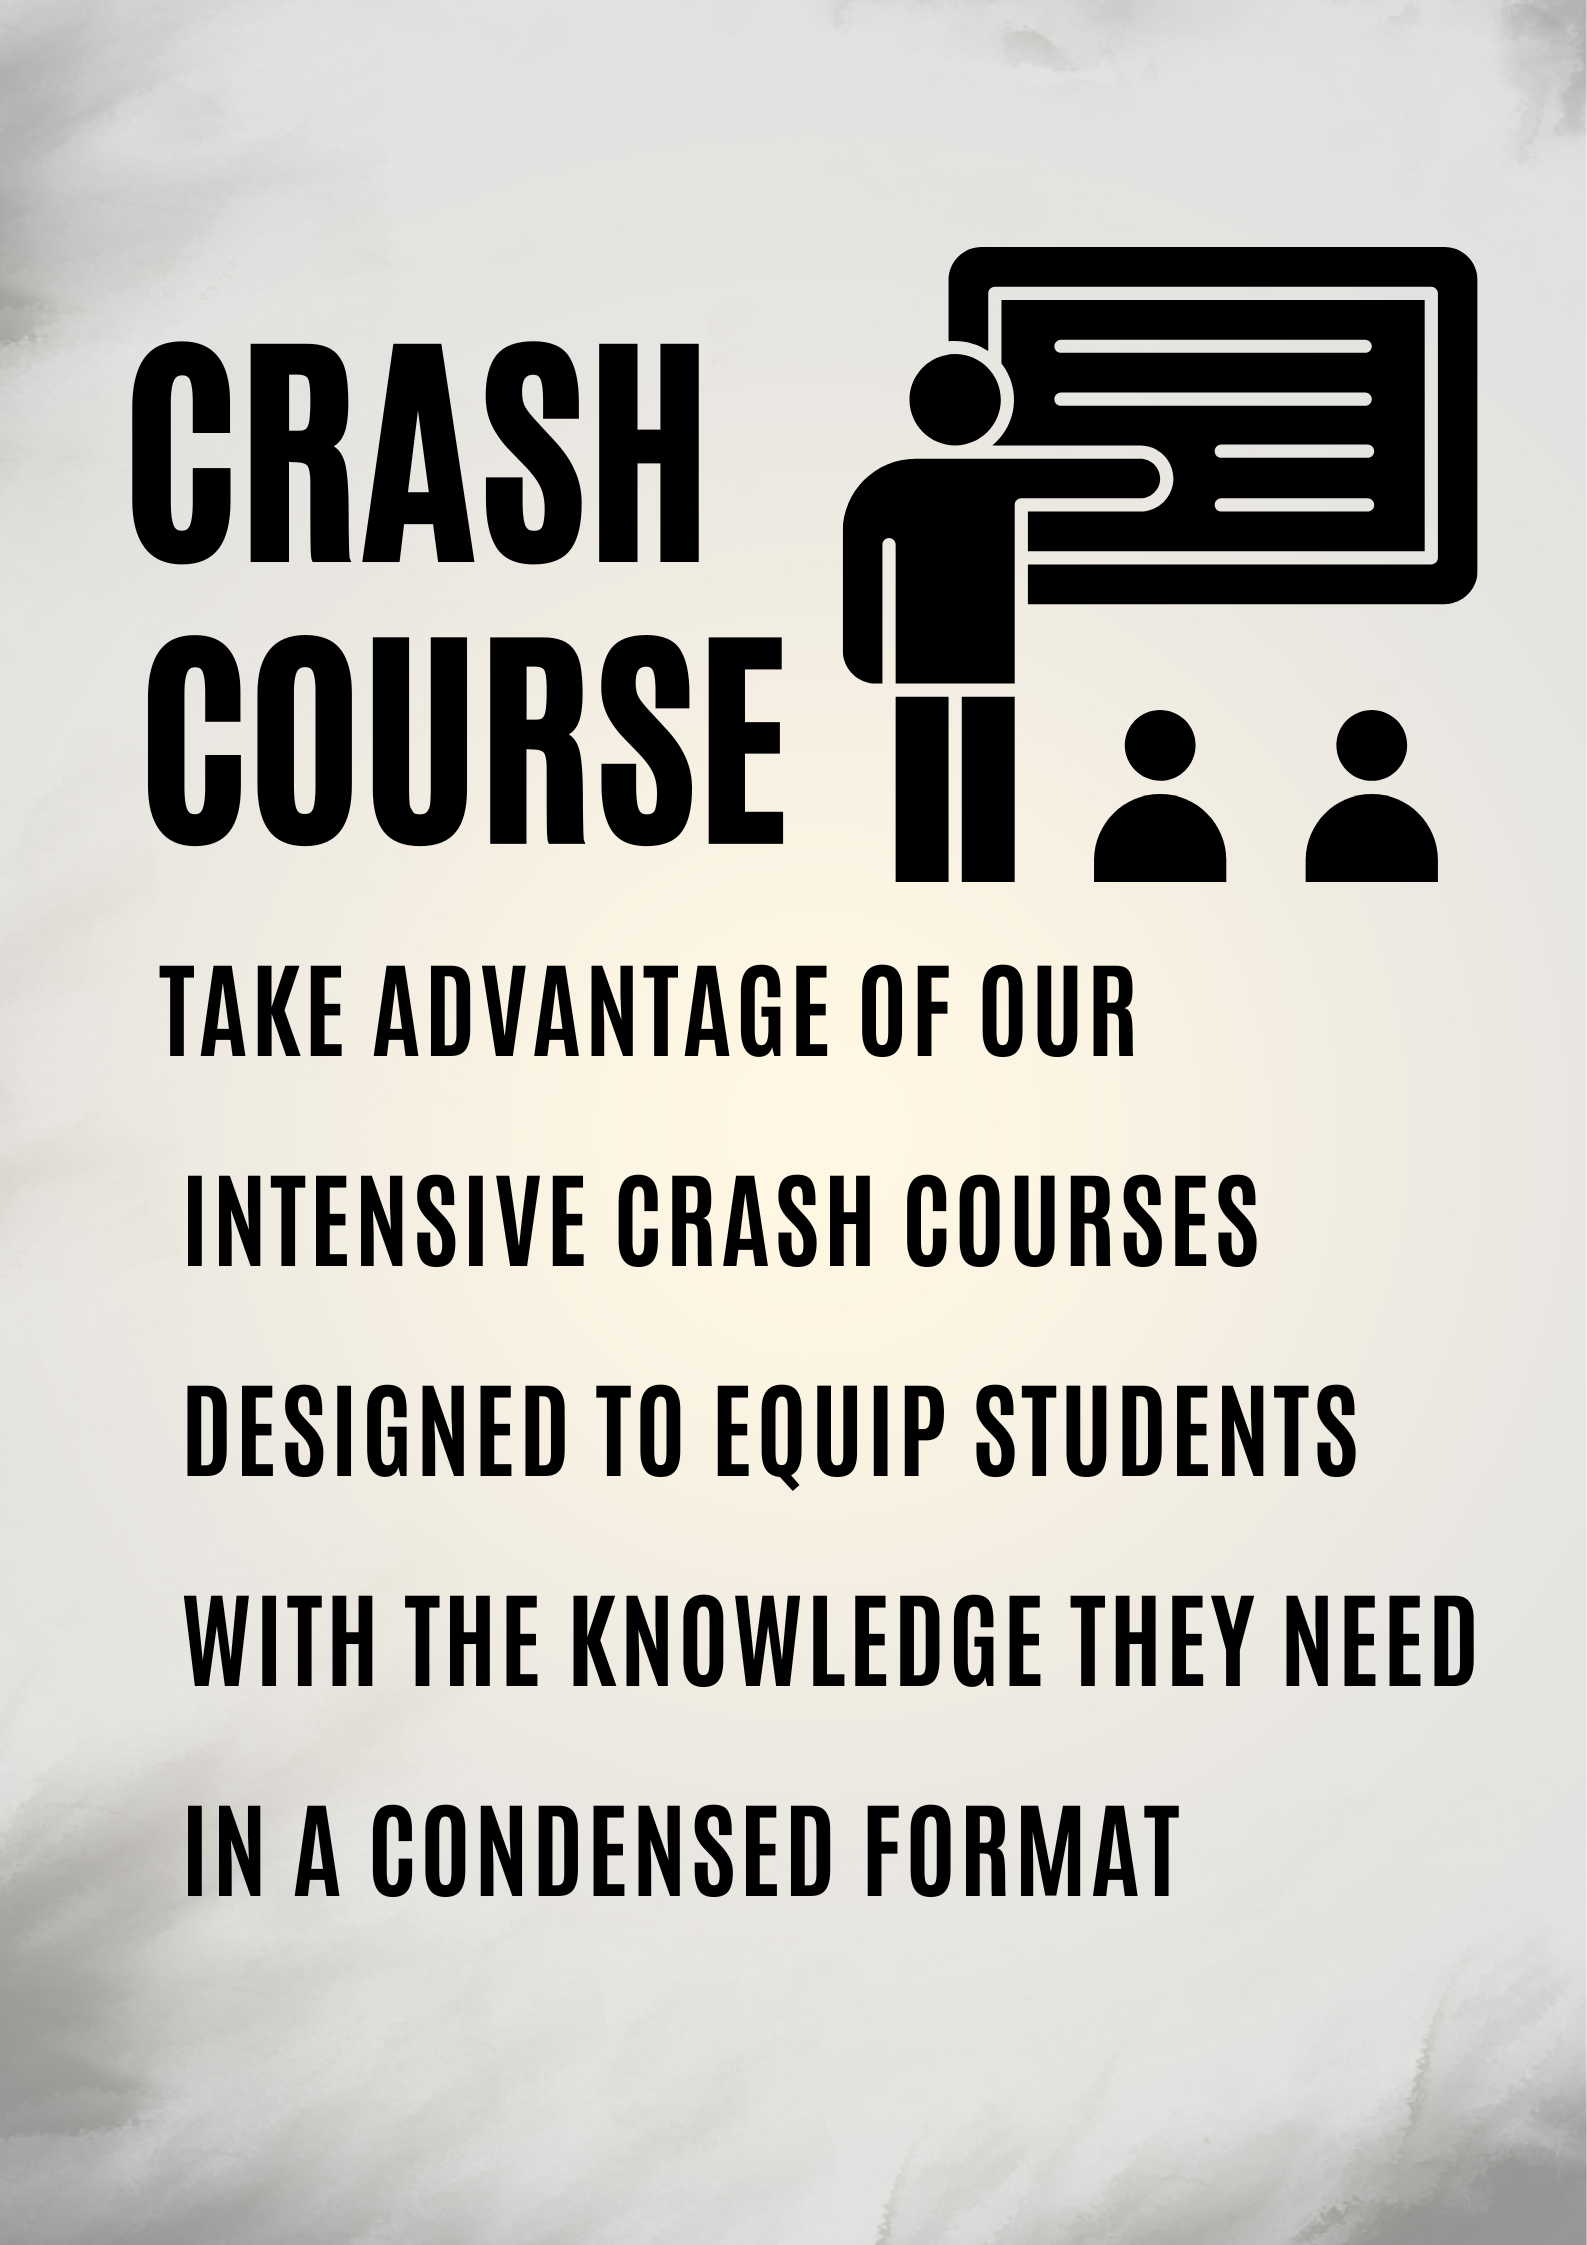 CRASH
COURSE
TAKE ADVANTAGE OF OUR
INTENSIVE CRASH COURSES
DESIGNED TO EQUIP STUDENTS
WITH THE KNOWLEDGE THEY NEED
IN A CONDENSED FORMAT